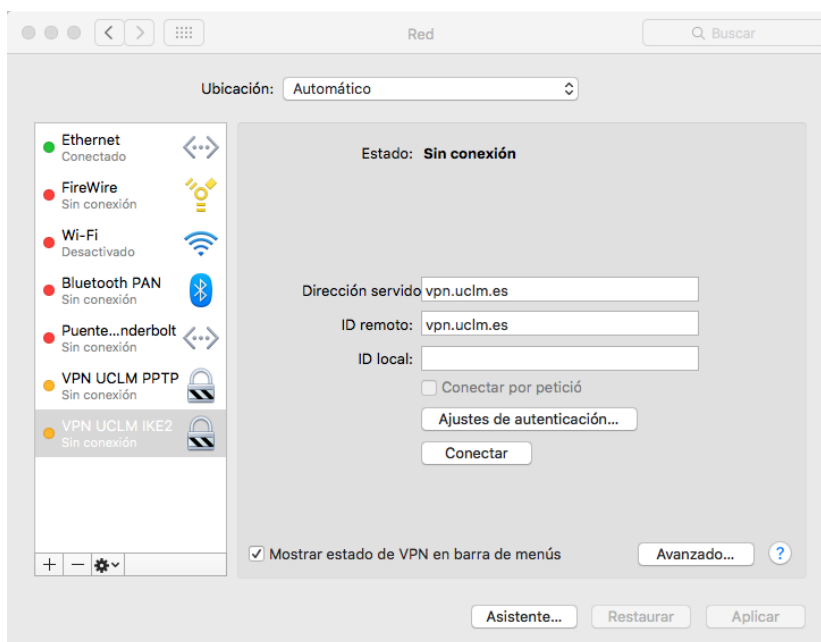 Red
Buscar
Ubicación: Automático
Ethernet
Conectado
FireWire
Sin conexión
Wi-Fi
Desactivado
Bluetooth PAN
Sin conexión
Puente...nderbolt
Sin conexión
VPN UCLM PPTP
Sin conexión
VPN UCLM IKE2
Sin conexión
Estado: Sin conexión
Dirección servido vpn.uclm.es
ID remoto: vpn.uclm.es
ID local:
Conectar por petició
Ajustes de autenticación...
Conectar
Mostrar estado de VPN en barra de menús
Avanzado...
?
Asistente...
Restaurar
Aplicar